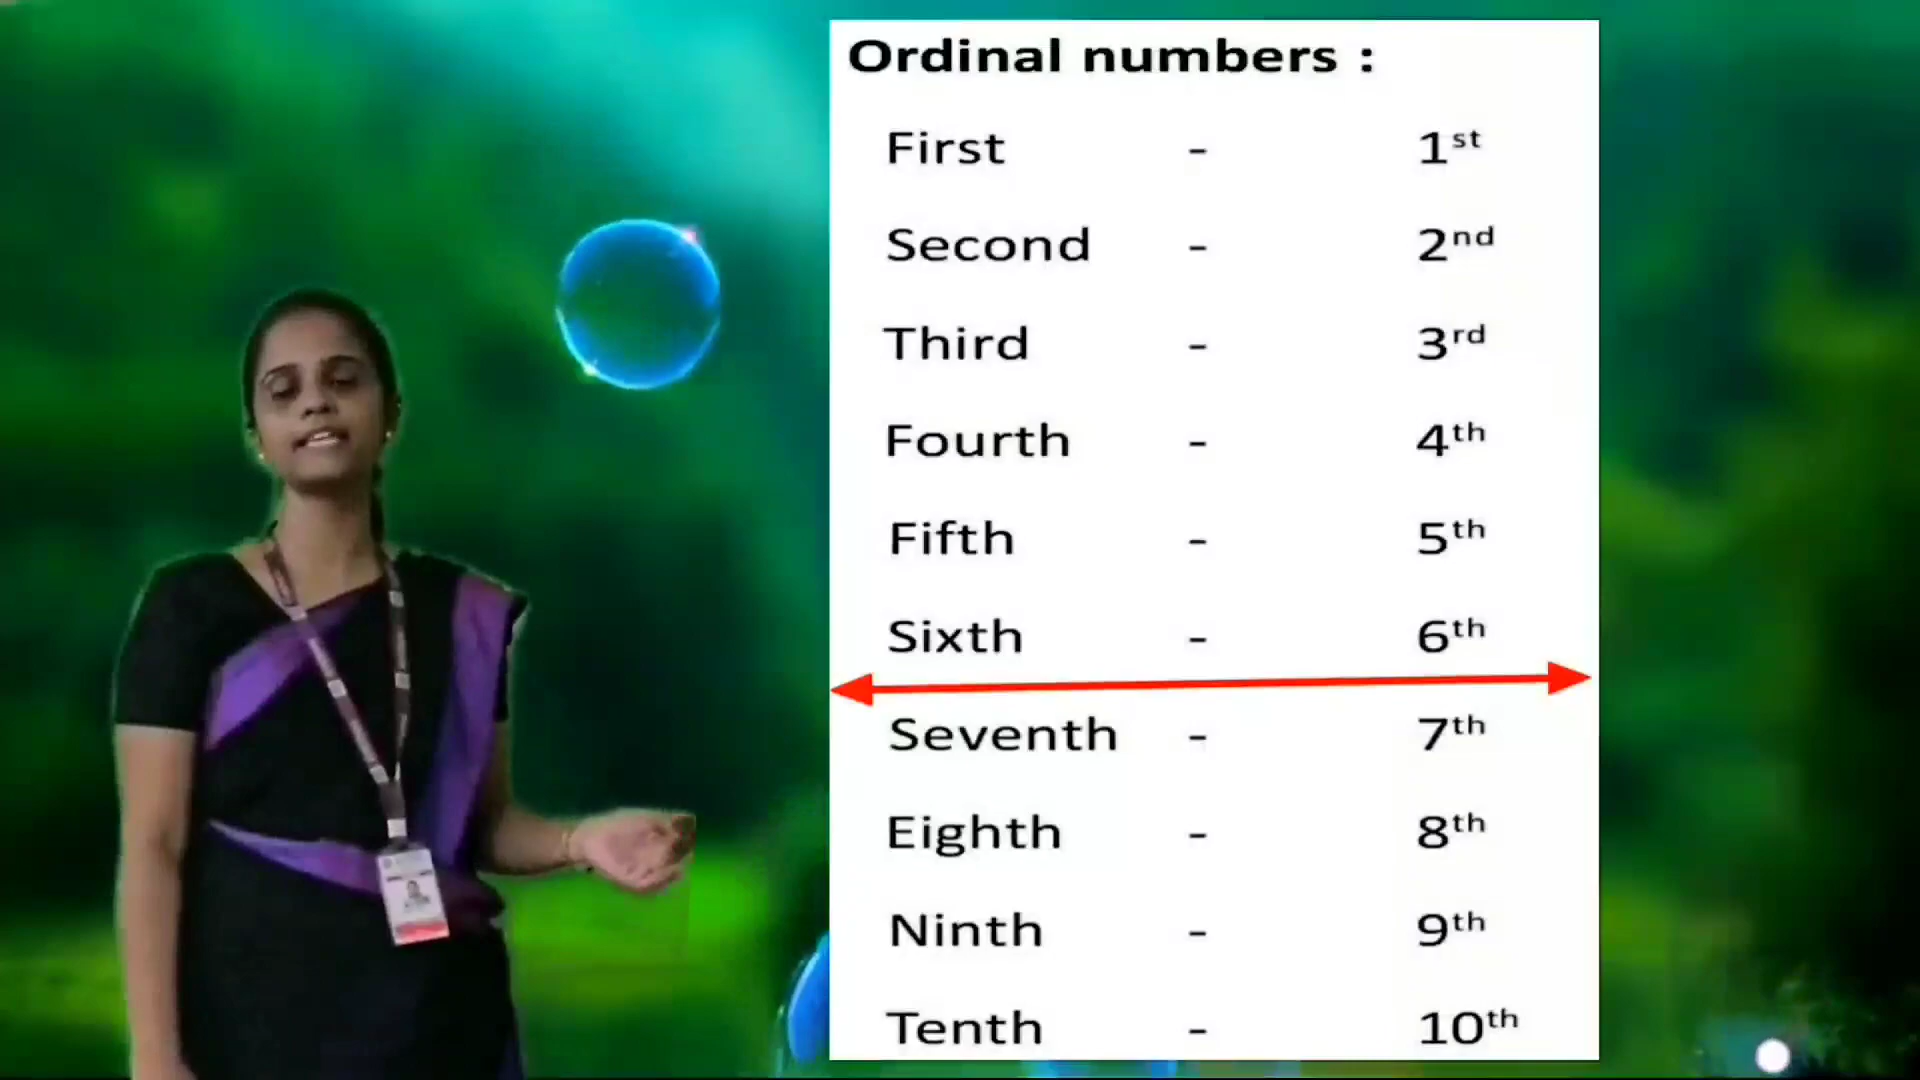 Ordinal numbers :
First - 1st
Second - 2nd
Third - 3rd
Fourth - 4th
Fifth - 5th
Sixth - 6th
Seventh - 7th
Eighth - 8th
Ninth - 9th
Tenth - 10th